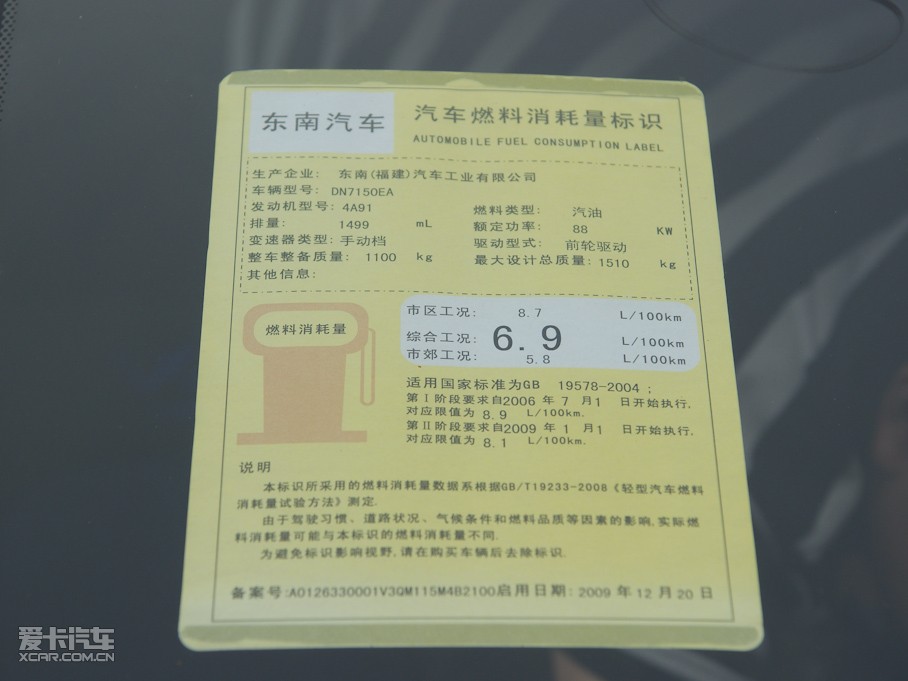 东南汽车
汽车燃料消耗量标识
AUTOMOBILE FUEL CONSUMPTION LABEL
生产企业: 东南(福建)汽车工业有限公司
车辆型号: DN7150EA
发动机型号: 4A91 燃料类型: 汽油
排量: 1499 mL 额定功率: 88 KW
变速器类型: 手动档 驱动型式: 前轮驱动
整车整备质量: 1100 kg 最大设计总质量: 1510 kg
其他信息:
燃料消耗量
市区工况: 8.7 L/100km
综合工况: 6.9 L/100km
市郊工况: 5.8 L/100km
适用国家标准为GB 19578-2004;
第Ⅰ阶段要求自2006 年 7 月1 日开始执行,
对应限值为 8.9 L/100km.
第Ⅱ阶段要求自2009 年 1 月1 日开始执行,
对应限值为 8.1 L/100km.
说明
本标识所采用的燃料消耗量数据系根据GB/T19233-2008《轻型汽车燃料
消耗量试验方法》测定.
由于驾驶习惯、道路状况、气候条件和燃料品质等因素的影响,实际燃
料消耗量可能与本标识的燃料消耗量不同.
为避免标识影响视野,请在购买车辆后去除标识.
备案号:A0126330001V3QM115M4B2100启用日期: 2009 年 12 月 20 日
爱卡汽车
XCAR.COM.CN